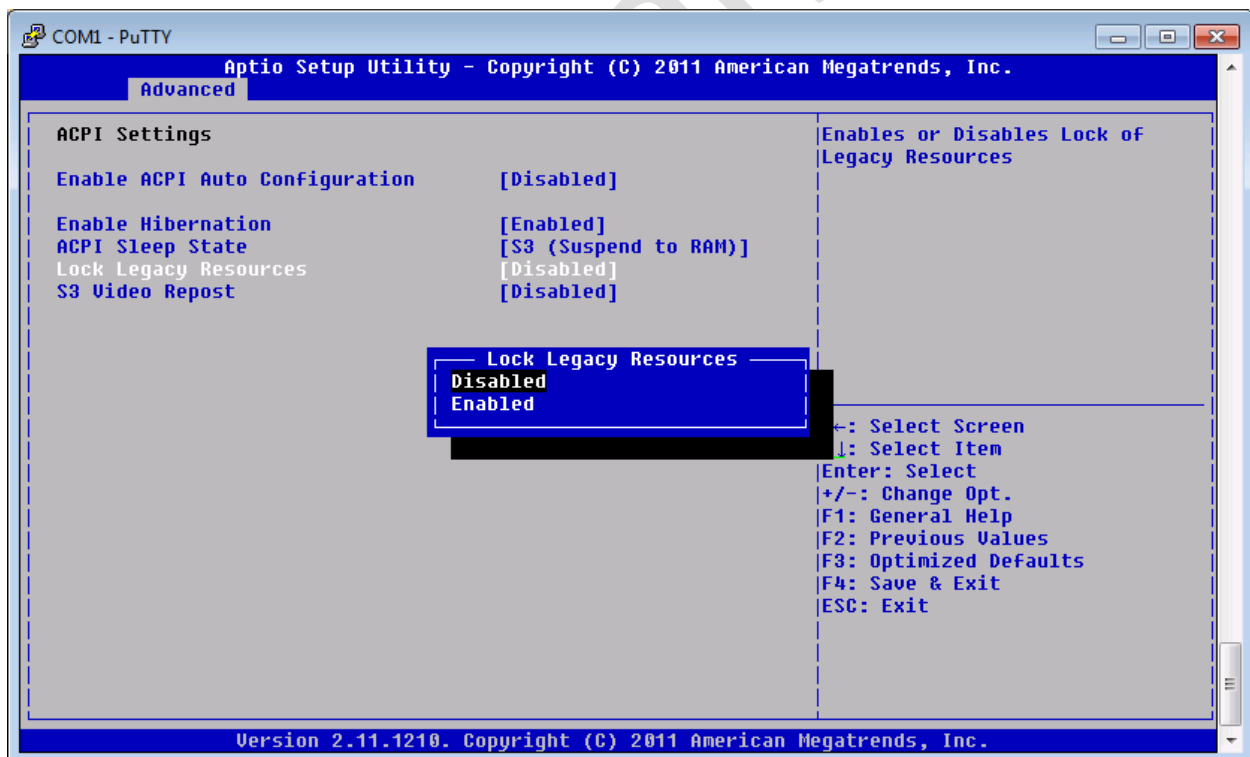 COM1 - PuTTY
Aptio Setup Utility - Copyright (C) 2011 American Megatrends, Inc.
Advanced
ACPI Settings
Enable ACPI Auto Configuration [Disabled]
Enable Hibernation [Enabled]
ACPI Sleep State [S3 (Suspend to RAM)]
Lock Legacy Resources [Disabled]
S3 Video Repost [Disabled]
Enables or Disables Lock of
Legacy Resources
Lock Legacy Resources
Disabled
Enabled
←: Select Screen
↓: Select Item
Enter: Select
+/-: Change Opt.
F1: General Help
F2: Previous Values
F3: Optimized Defaults
F4: Save & Exit
ESC: Exit
Version 2.11.1210. Copyright (C) 2011 American Megatrends, Inc.